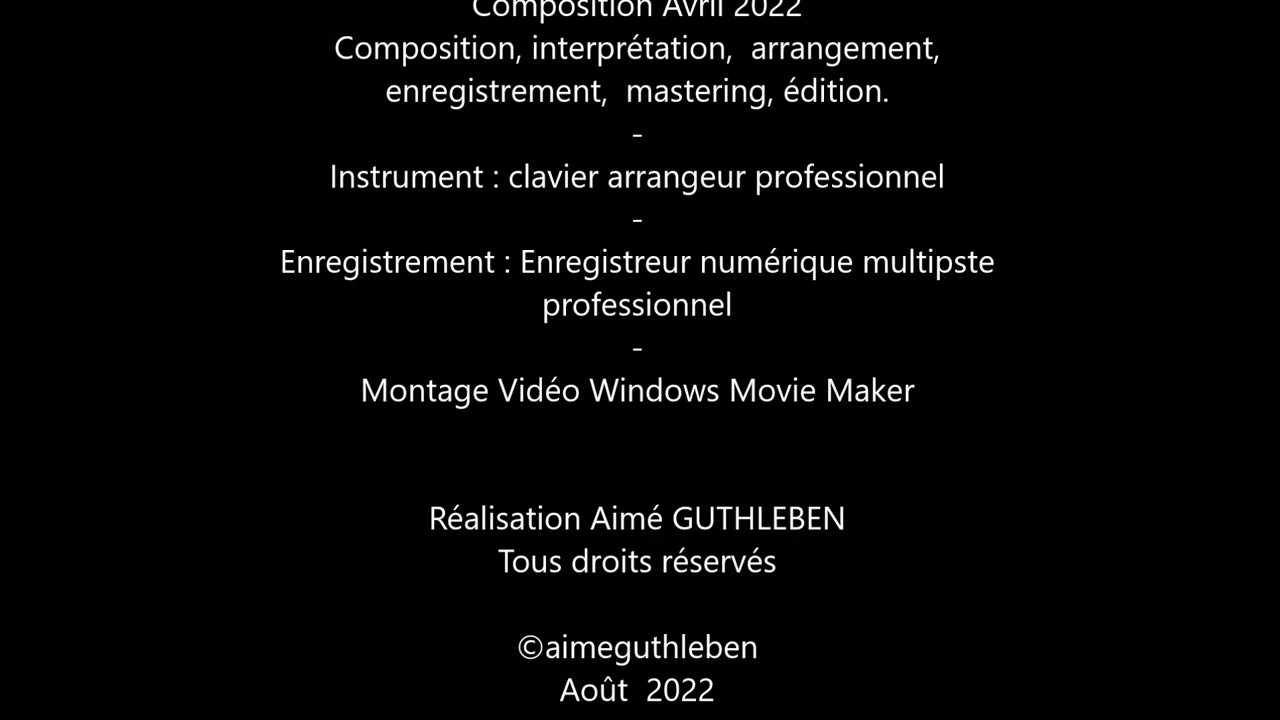 Composition Avril 2022
Composition, interprétation,  arrangement,
enregistrement,  mastering, édition.
-
Instrument : clavier arrangeur professionnel
-
Enregistrement : Enregistreur numérique multipste
professionnel
-
Montage Vidéo Windows Movie Maker
Réalisation Aimé GUTHLEBEN
Tous droits réservés
©aimeguthleben
Août  2022